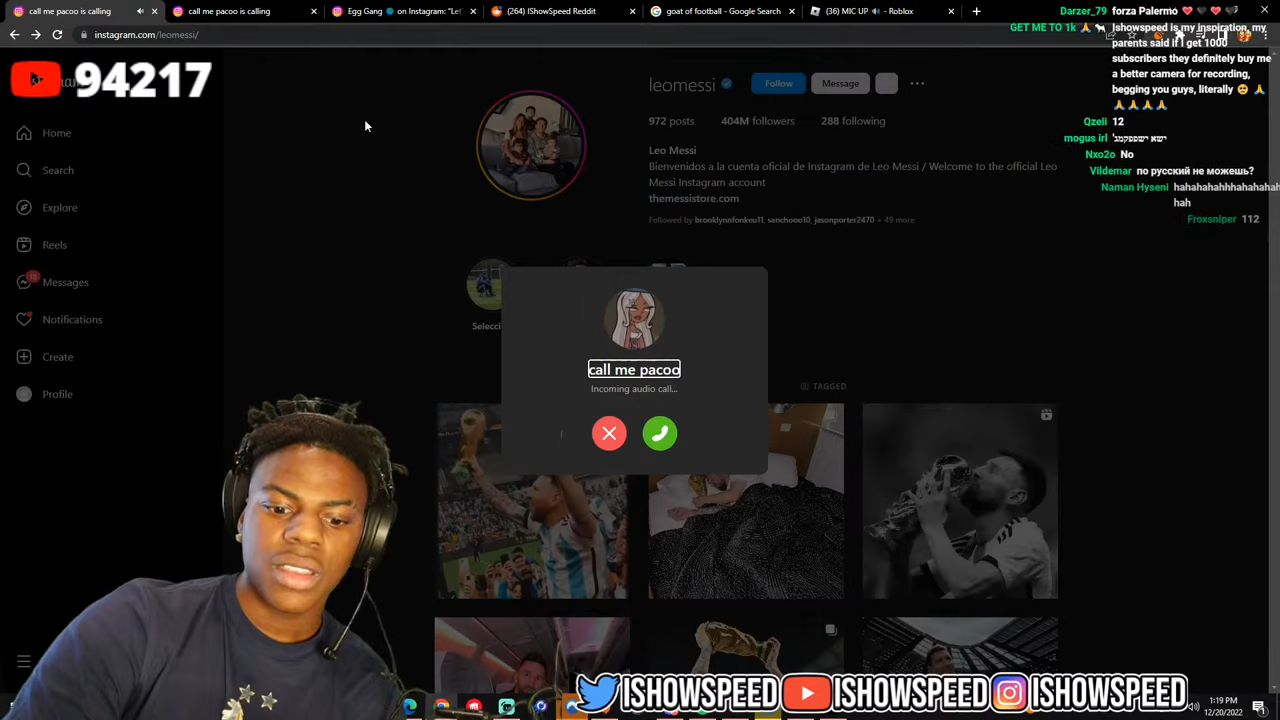 call me pacoo is calling
call me pacoo is calling
Egg Gang 🌐 on Instagram: "Let'
(264) IShowSpeed Reddit
goat of football - Google Search
(36) MIC UP 🔊 - Roblox
instagram.com/leomessi/
94217
Home
Search
Explore
Reels
18
Messages
Notifications
Create
Profile
leomessi
Follow
Message
972 posts 404M followers 288 following
Leo Messi
Bienvenidos a la cuenta oficial de Instagram de Leo Messi / Welcome to the official Leo
Messi Instagram account
themessistore.com
Followed by brooklynnfonkeu11, sanchooo10, jasonporter2470 + 49 more
Selecci
TAGGED
call me pacoo
Incoming audio call...
Darzer_79 forza Palermo ❤️🖤❤️🖤
GET ME TO 1k 🙏🐄 Ishowspeed is my inspiration, my
parents said if I get 1000
subscribers they definitely buy me
a better camera for recording,
begging you guys, literally 🥺 🙏
🙏🙏🙏🙏
Qzeli 12
mogus irl ישא ישפפקמג'
Nxo2o No
Vildemar по русский не можешь?
Naman Hyseni hahahahahhhahahahah
hah
Froxsniper 112
ISHOWSPEED ISHOWSPEED ISHOWSPEED
1:19 PM
12/20/2022